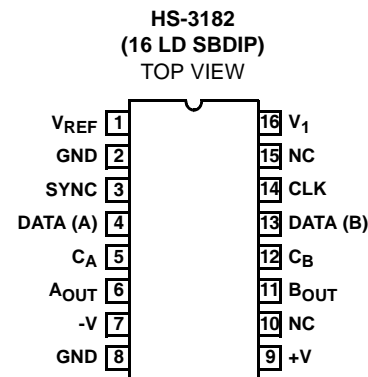 HS-3182
(16 LD SBDIP)
TOP VIEW
VREF 1 16 V1
GND 2 15 NC
SYNC 3 14 CLK
DATA (A) 4 13 DATA (B)
CA 5 12 CB
AOUT 6 11 BOUT
-V 7 10 NC
GND 8 9 +V